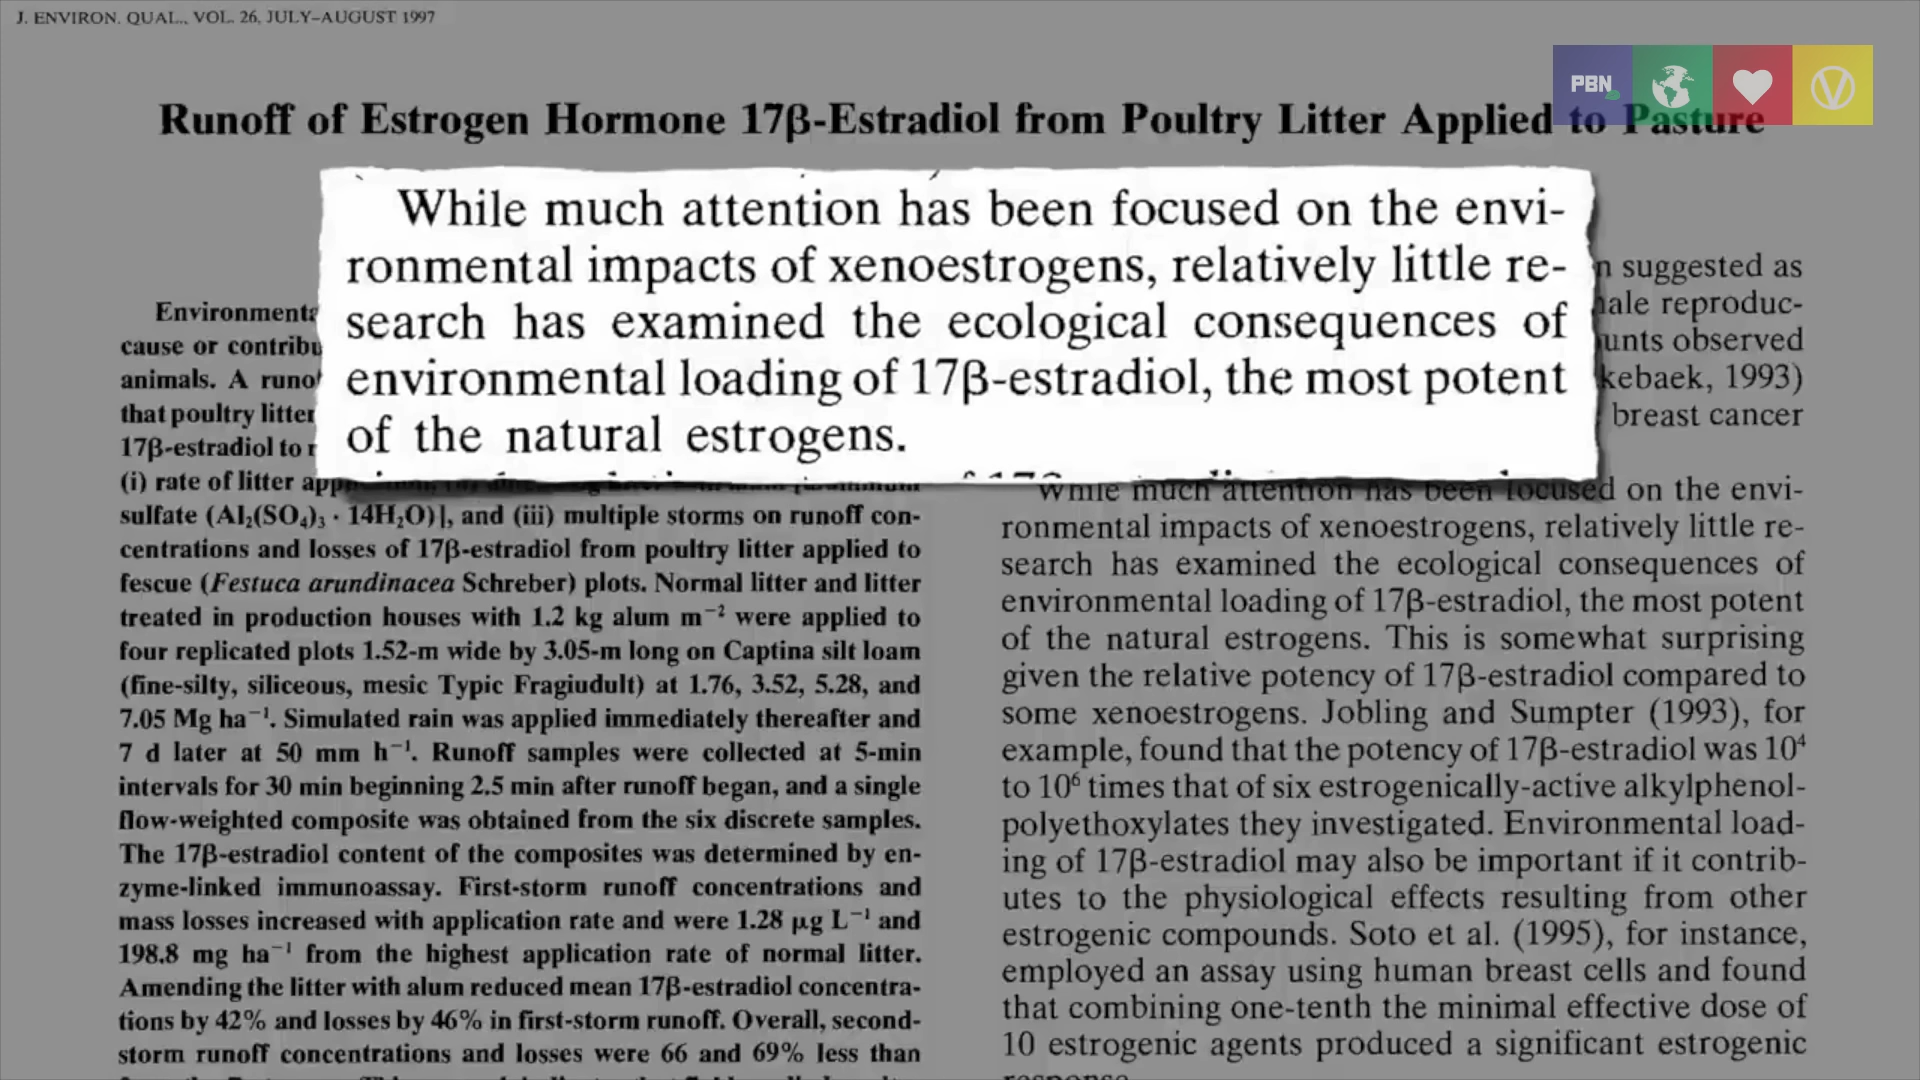 J. ENVIRON. QUAL., VOL. 26, JULY–AUGUST 1997
PBN
Runoff of Estrogen Hormone 17β-Estradiol from Poultry Litter Applied to Pasture
While much attention has been focused on the envi-
ronmental impacts of xenoestrogens, relatively little re-
search has examined the ecological consequences of
environmental loading of 17β-estradiol, the most potent
of the natural estrogens.
cause or
animals. A
that poultry litter
17β-estradiol to
(i) rate of litter
sulfate (Al₂(SO₄)₃ · 14H₂O)], and (iii) multiple storms on runoff con-
centrations and losses of 17β-estradiol from poultry litter applied to
fescue (Festuca arundinacea Schreber) plots. Normal litter and litter
treated in production houses with 1.2 kg alum m⁻² were applied to
four replicated plots 1.52-m wide by 3.05-m long on Captina silt loam
(fine-silty, siliceous, mesic Typic Fragiudult) at 1.76, 3.52, 5.28, and
7.05 Mg ha⁻¹. Simulated rain was applied immediately thereafter and
7 d later at 50 mm h⁻¹. Runoff samples were collected at 5-min
intervals for 30 min beginning 2.5 min after runoff began, and a single
flow-weighted composite was obtained from the six discrete samples.
The 17β-estradiol content of the composites was determined by en-
zyme-linked immunoassay. First-storm runoff concentrations and
mass losses increased with application rate and were 1.28 μg L⁻¹ and
198.8 mg ha⁻¹ from the highest application rate of normal litter.
Amending the litter with alum reduced mean 17β-estradiol concentra-
tions by 42% and losses by 46% in first-storm runoff. Overall, second-
storm runoff concentrations and losses were 66 and 69% less than
suggested as
reproduc-
observed
1993)
breast cancer
While much attention has been focused on the envi-
ronmental impacts of xenoestrogens, relatively little re-
search has examined the ecological consequences of
environmental loading of 17β-estradiol, the most potent
of the natural estrogens. This is somewhat surprising
given the relative potency of 17β-estradiol compared to
some xenoestrogens. Jobling and Sumpter (1993), for
example, found that the potency of 17β-estradiol was 10⁴
to 10⁶ times that of six estrogenically-active alkylphenol-
polyethoxylates they investigated. Environmental load-
ing of 17β-estradiol may also be important if it contrib-
utes to the physiological effects resulting from other
estrogenic compounds. Soto et al. (1995), for instance,
employed an assay using human breast cells and found
that combining one-tenth the minimal effective dose of
10 estrogenic agents produced a significant estrogenic